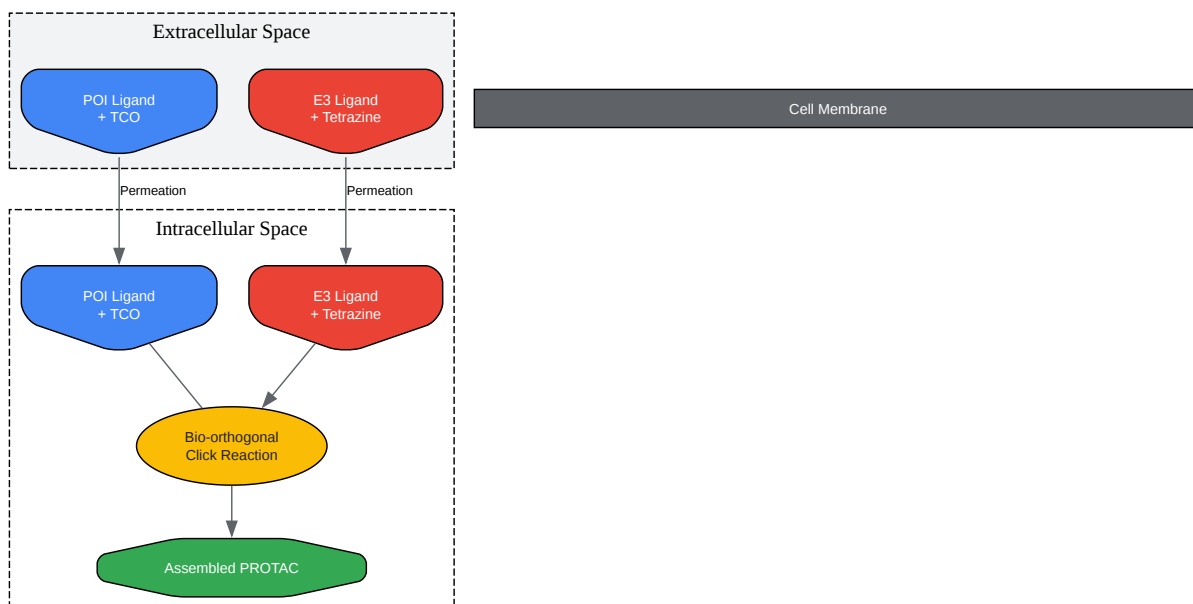 Extracellular Space
POI Ligand
+ TCO
E3 Ligand
+ Tetrazine
Cell Membrane
Permeation
Permeation
Intracellular Space
POI Ligand
+ TCO
E3 Ligand
+ Tetrazine
Bio-orthogonal
Click Reaction
Assembled PROTAC